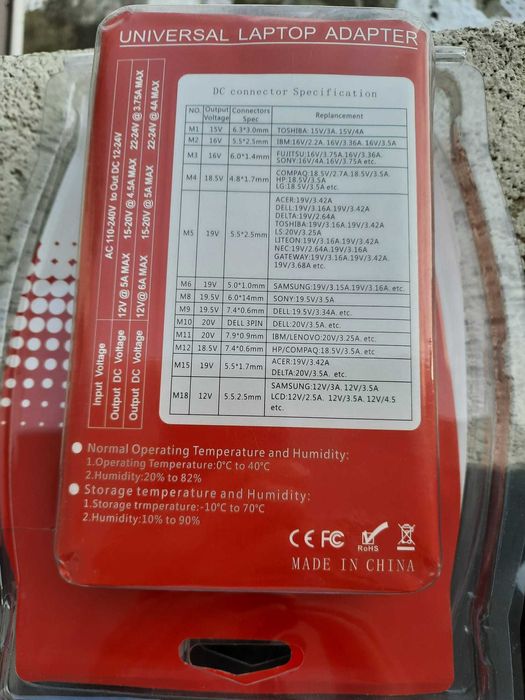 UNIVERSAL LAPTOP ADAPTER
Input Voltage AC 110-240V to Out DC 12-24V
Output DC Voltage 12V@5A MAX 15-20V @ 4.5A MAX 22-24V @ 3.75A MAX
Output DC Voltage 12V@ 6A MAX 15-20V @ 5A MAX 22-24V @ 4A MAX
DC connector Specification
NO. Output Voltage Connectors Spec Replancement
M1 15V 6.3*3.0mm TOSHIBA:15V/3A.15V/4A
M2 16V 5.5*2.5mm IBM:16V/2.2A. 16V/3.36A. 16V/3.5A
M3 16V 6.0*1.4mm FUJITSU:16V/3.75A.16V/3.36A.
SONY:16V/4A.16V/3.75A etc.
M4 18.5V 4.8*1.7mm COMPAQ:18.5V/2.7A.18.5V/3.5A.
HP:18.5V/3.5A
LG:18.5V/3.5A etc.
M5 19V 5.5*2.5mm ACER:19V/3.42A
DELL:19V/3.16A.19V/3.42A
DELTA:19V/2.64A
TOSHIBA:19V/3.16A.19V/3.42A
LS:20V/3.25A
LITEON:19V/3.16A.19V/3.42A
NEC:19V/2.64A.19V/3.16A
GATEWAY:19V/3.16A.19V/3.42A
.19V/3.68A etc.
M6 19V 5.0*1.0mm SAMSUNG:19V/3.15A.19V/3.16A etc.
M8 19.5V 6.0*14mm SONY:19.5V/3.5A
M9 19.5V 7.4*0.6mm DELL:19.5V/3.34A. etc.
M10 20V DELL 3PIN DELL:20V/3.5A. etc.
M11 20V 7.9*0.9mm IBM/LENOVO:20V/3.25A. etc.
M12 18.5V 7.4*0.6mm HP/COMPAQ:18.5V/3.5A etc.
M15 19V 5.5*1.7mm ACER:19V/3.42A
DELTA:20V/3.5A. etc.
M18 12V 5.5.2.5mm SAMSUNG:12V/3A. 12V/3.5A
LCD:12V/2.5A. 12V/3.5A. 12V/4.5
etc.
Normal Operating Temperature and Humidity:
1.Operating Temperature:0°C to 40°C
2.Humidity:20% to 82%
Storage temperature and Humidity:
1.Storage trmperature:-10°C to 70°C
2.Humidity:10% to 90%
CE FC RoHS
MADE IN CHINA